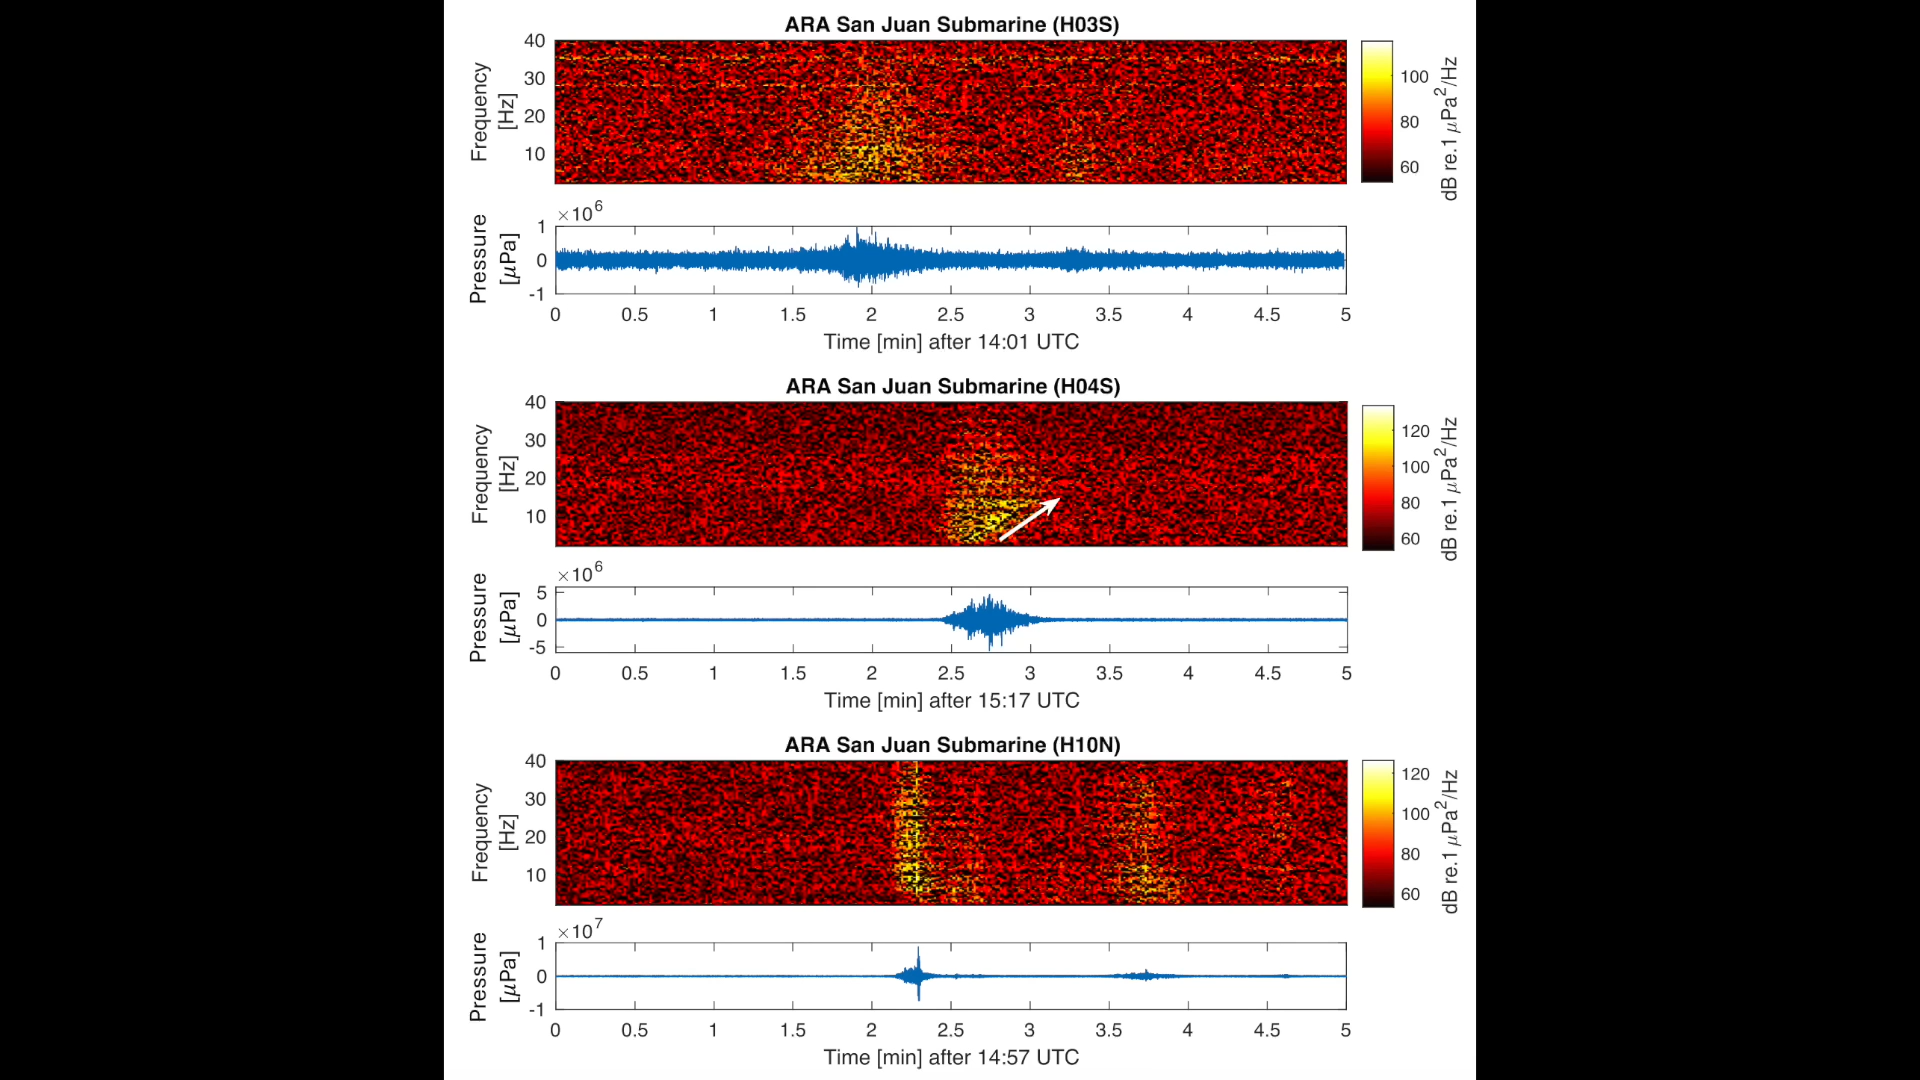 ARA San Juan Submarine (H03S)
40
30
20
10
Frequency
[Hz]
100
80
60
dB re.1 μPa²/Hz
×10⁶
1
0
-1
Pressure
[μPa]
0 0.5 1 1.5 2 2.5 3 3.5 4 4.5 5
Time [min] after 14:01 UTC
ARA San Juan Submarine (H04S)
40
30
20
10
Frequency
[Hz]
120
100
80
60
dB re.1 μPa²/Hz
×10⁶
5
0
-5
Pressure
[μPa]
0 0.5 1 1.5 2 2.5 3 3.5 4 4.5 5
Time [min] after 15:17 UTC
ARA San Juan Submarine (H10N)
40
30
20
10
Frequency
[Hz]
120
100
80
60
dB re.1 μPa²/Hz
×10⁷
1
0
-1
Pressure
[μPa]
0 0.5 1 1.5 2 2.5 3 3.5 4 4.5 5
Time [min] after 14:57 UTC